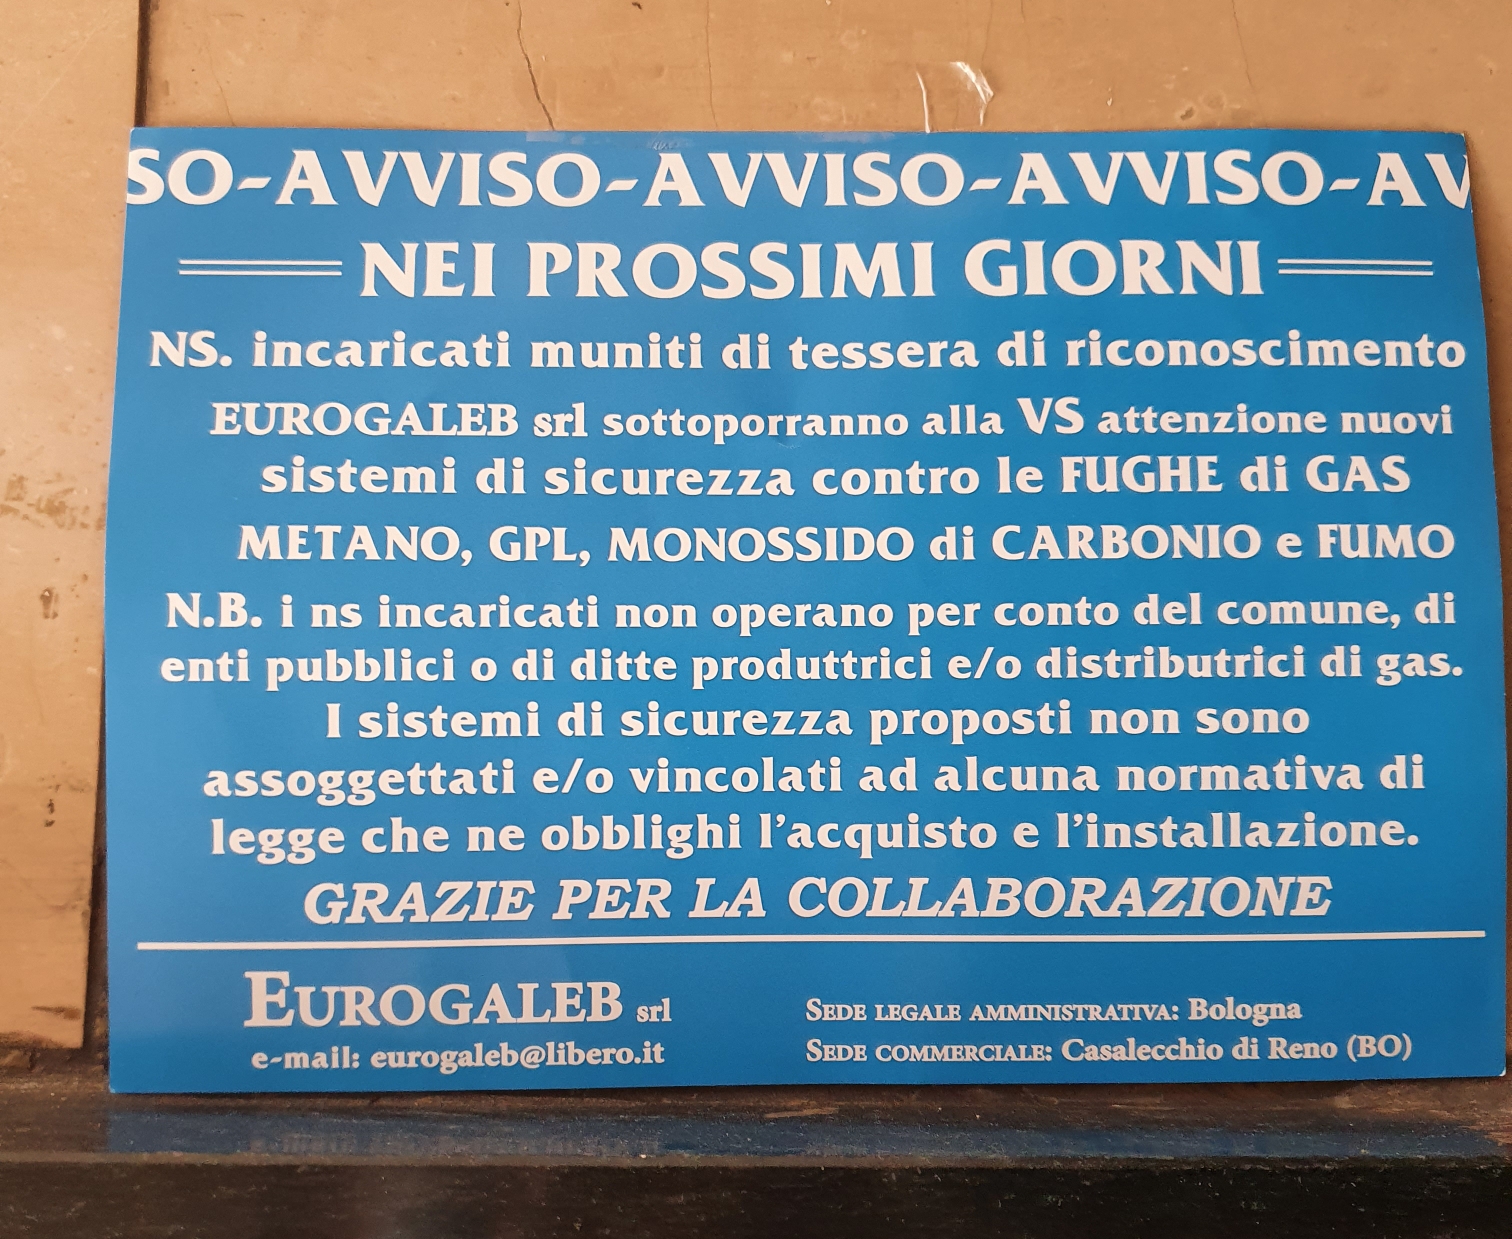 SO-AVVISO-AVVISO-AVVISO-AV
NEI PROSSIMI GIORNI
NS. incaricati muniti di tessera di riconoscimento
EUROGALEB srl sottoporranno alla VS attenzione nuovi
sistemi di sicurezza contro le FUGHE di GAS
METANO, GPL, MONOSSIDO di CARBONIO e FUMO
N.B. i ns incaricati non operano per conto del comune, di
enti pubblici o di ditte produttrici e/o distributrici di gas.
I sistemi di sicurezza proposti non sono
assoggettati e/o vincolati ad alcuna normativa di
legge che ne obblighi l'acquisto e l'installazione.
GRAZIE PER LA COLLABORAZIONE
EUROGALEB srl
e-mail: eurogaleb@libero.it
SEDE LEGALE AMMINISTRATIVA: Bologna
SEDE COMMERCIALE: Casalecchio di Reno (BO)